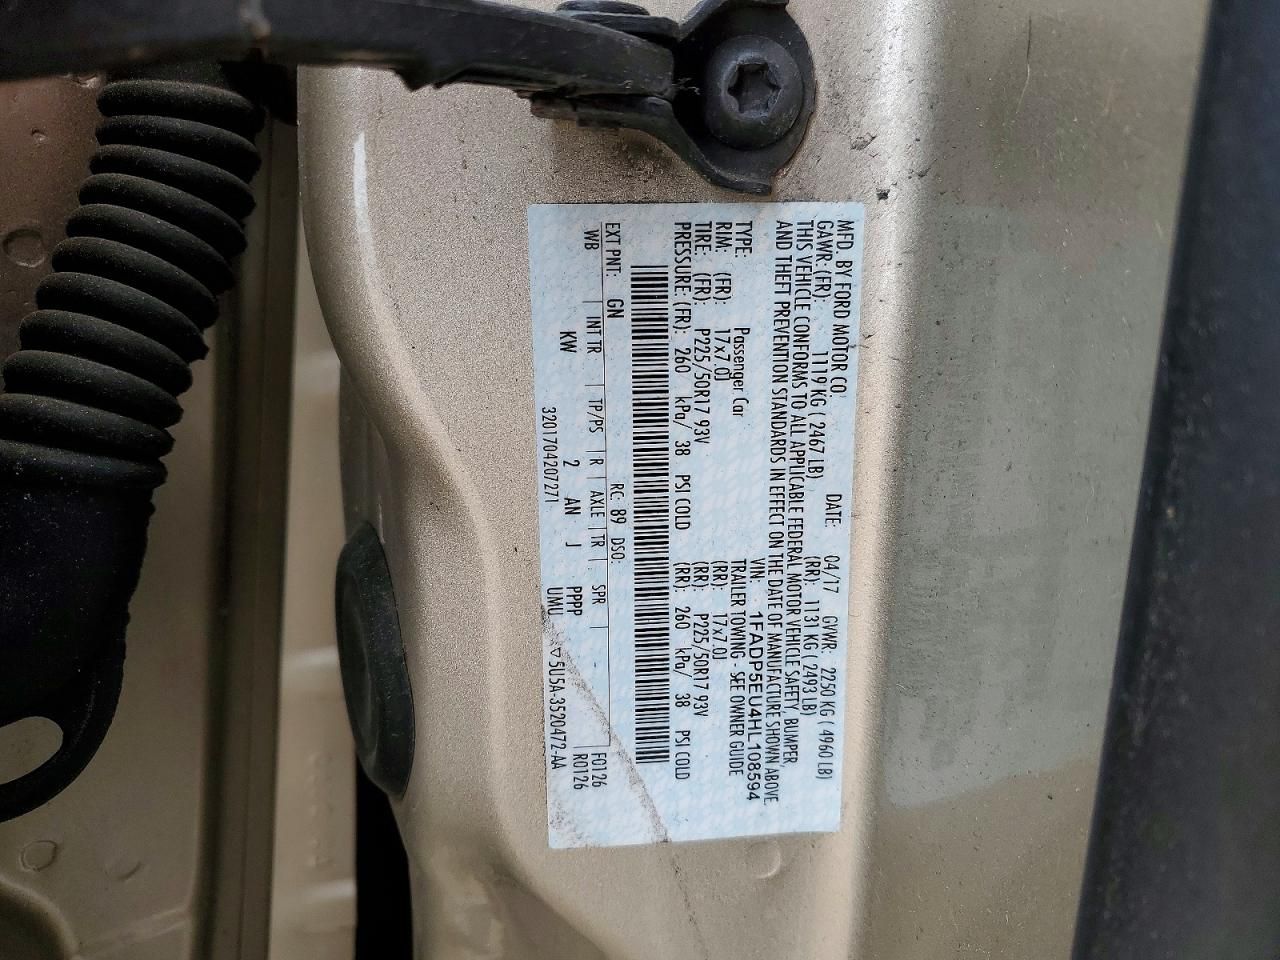 MFD. BY FORD MOTOR CO. DATE: 04/17 GVWR: 2250 KG ( 4960 LB)
GAWR: (FR): 1119 KG ( 2467 LB) (RR): 1131 KG ( 2493 LB)
THIS VEHICLE CONFORMS TO ALL APPLICABLE FEDERAL MOTOR VEHICLE SAFETY, BUMPER,
AND THEFT PREVENTION STANDARDS IN EFFECT ON THE DATE OF MANUFACTURE SHOWN ABOVE.
VIN: 1FADP5EU4HL108594
TYPE: Passenger Car TRAILER TOWING - SEE OWNER GUIDE
RIM: (FR): 17x7.0J (RR): 17x7.0J
TIRE: (FR): P225/50R17 93V (RR): P225/50R17 93V
PRESSURE: (FR): 260 kPa/ 38 PSI COLD (RR): 260 kPa/ 38 PSI COLD
EXT PNT: GN RC: 89 DSO: F0126
WB INT TR TP/PS R AXLE TR SPR R0126
KW 2 AN J PPPP
3201704207271 UMU 5U5A-3520472-AA